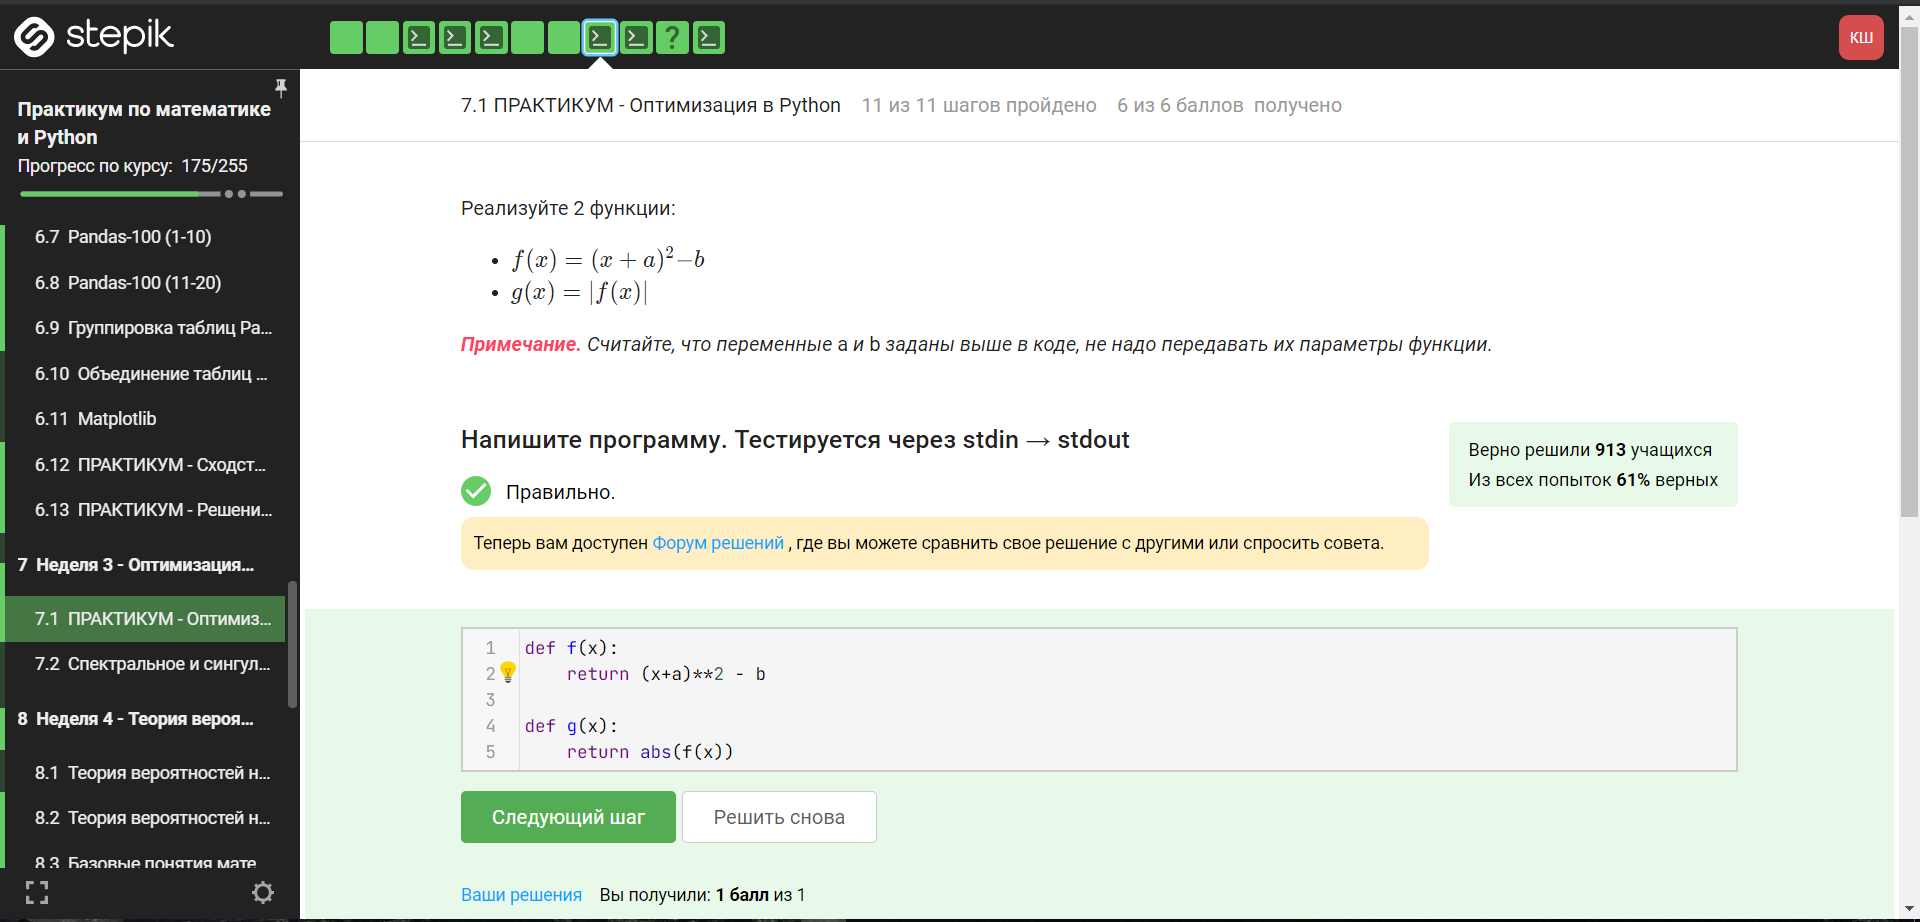 stepik
КШ
Практикум по математике
и Python
Прогресс по курсу: 175/255
6.7 Pandas-100 (1-10)
6.8 Pandas-100 (11-20)
6.9 Группировка таблиц Pa...
6.10 Объединение таблиц ...
6.11 Matplotlib
6.12 ПРАКТИКУМ - Сходст...
6.13 ПРАКТИКУМ - Решени...
7 Неделя 3 - Оптимизация...
7.1 ПРАКТИКУМ - Оптимиз...
7.2 Спектральное и сингул...
8 Неделя 4 - Теория вероя...
8.1 Теория вероятностей н...
8.2 Теория вероятностей н...
8.3 Базовые понятия мате
7.1 ПРАКТИКУМ - Оптимизация в Python 11 из 11 шагов пройдено 6 из 6 баллов получено
Реализуйте 2 функции:
• f(x) = (x + a)²−b
• g(x) = |f(x)|
Примечание. Считайте, что переменные a и b заданы выше в коде, не надо передавать их параметры функции.
Напишите программу. Тестируется через stdin → stdout
Верно решили 913 учащихся
Из всех попыток 61% верных
Правильно.
Теперь вам доступен Форум решений , где вы можете сравнить свое решение с другими или спросить совета.
1 def f(x):
2 return (x+a)**2 - b
3
4 def g(x):
5 return abs(f(x))
Следующий шаг
Решить снова
Ваши решения Вы получили: 1 балл из 1